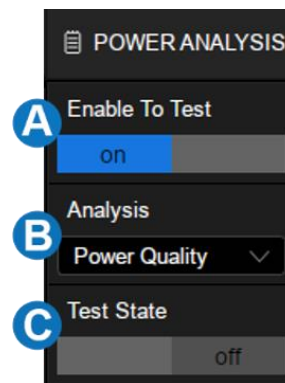 POWER ANALYSIS
A
Enable To Test
on
B
Analysis
Power Quality
C
Test State
off